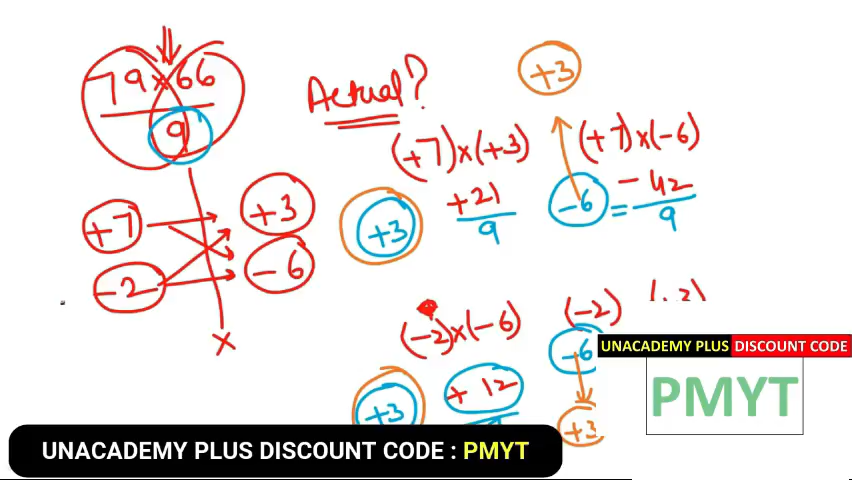 79 x 66
9
Actual?
+3
(+7)x(+3)
+21
9
+3
(+7)x(-6)
-42
9
-6 =
+7
-2
+3
-6
x
(-2)x(-6)
+12
+3
(-2)
-6
+3
UNACADEMY PLUS DISCOUNT CODE
PMYT
UNACADEMY PLUS DISCOUNT CODE : PMYT